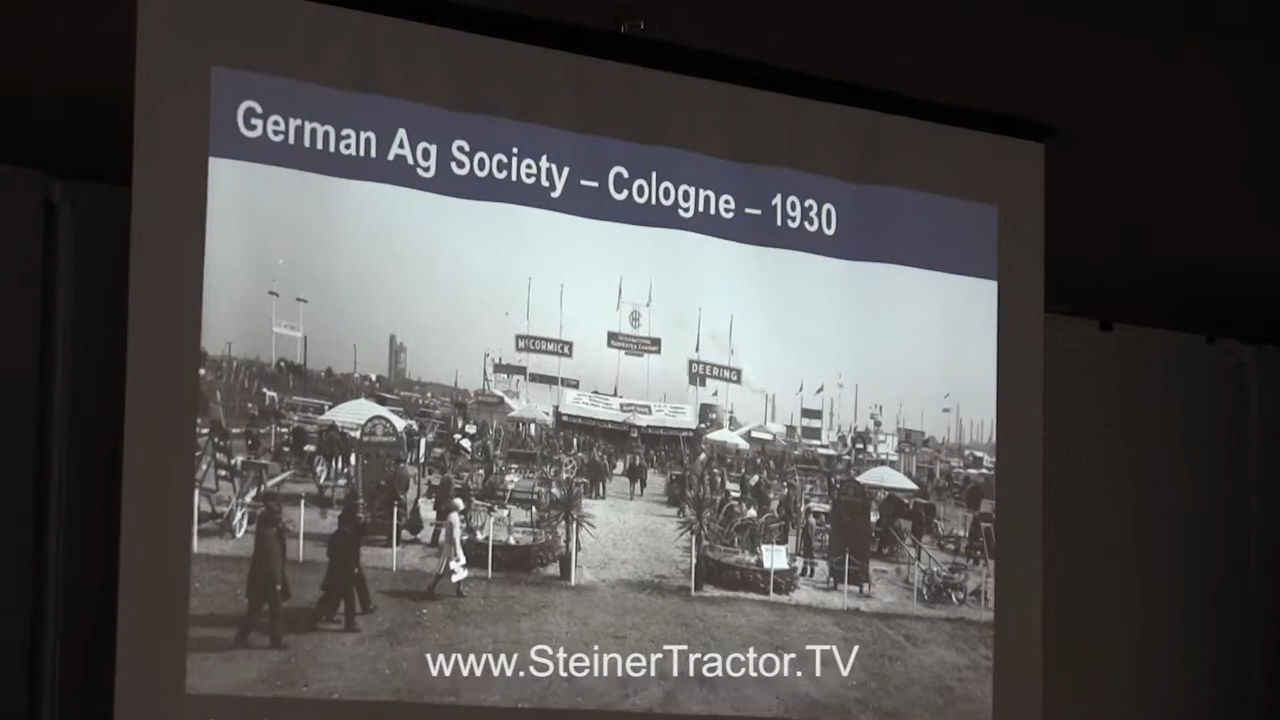 German Ag Society – Cologne – 1930
McCORMICK
INTERNATIONAL
HARVESTER COMPANY
DEERING
www.SteinerTractor.TV